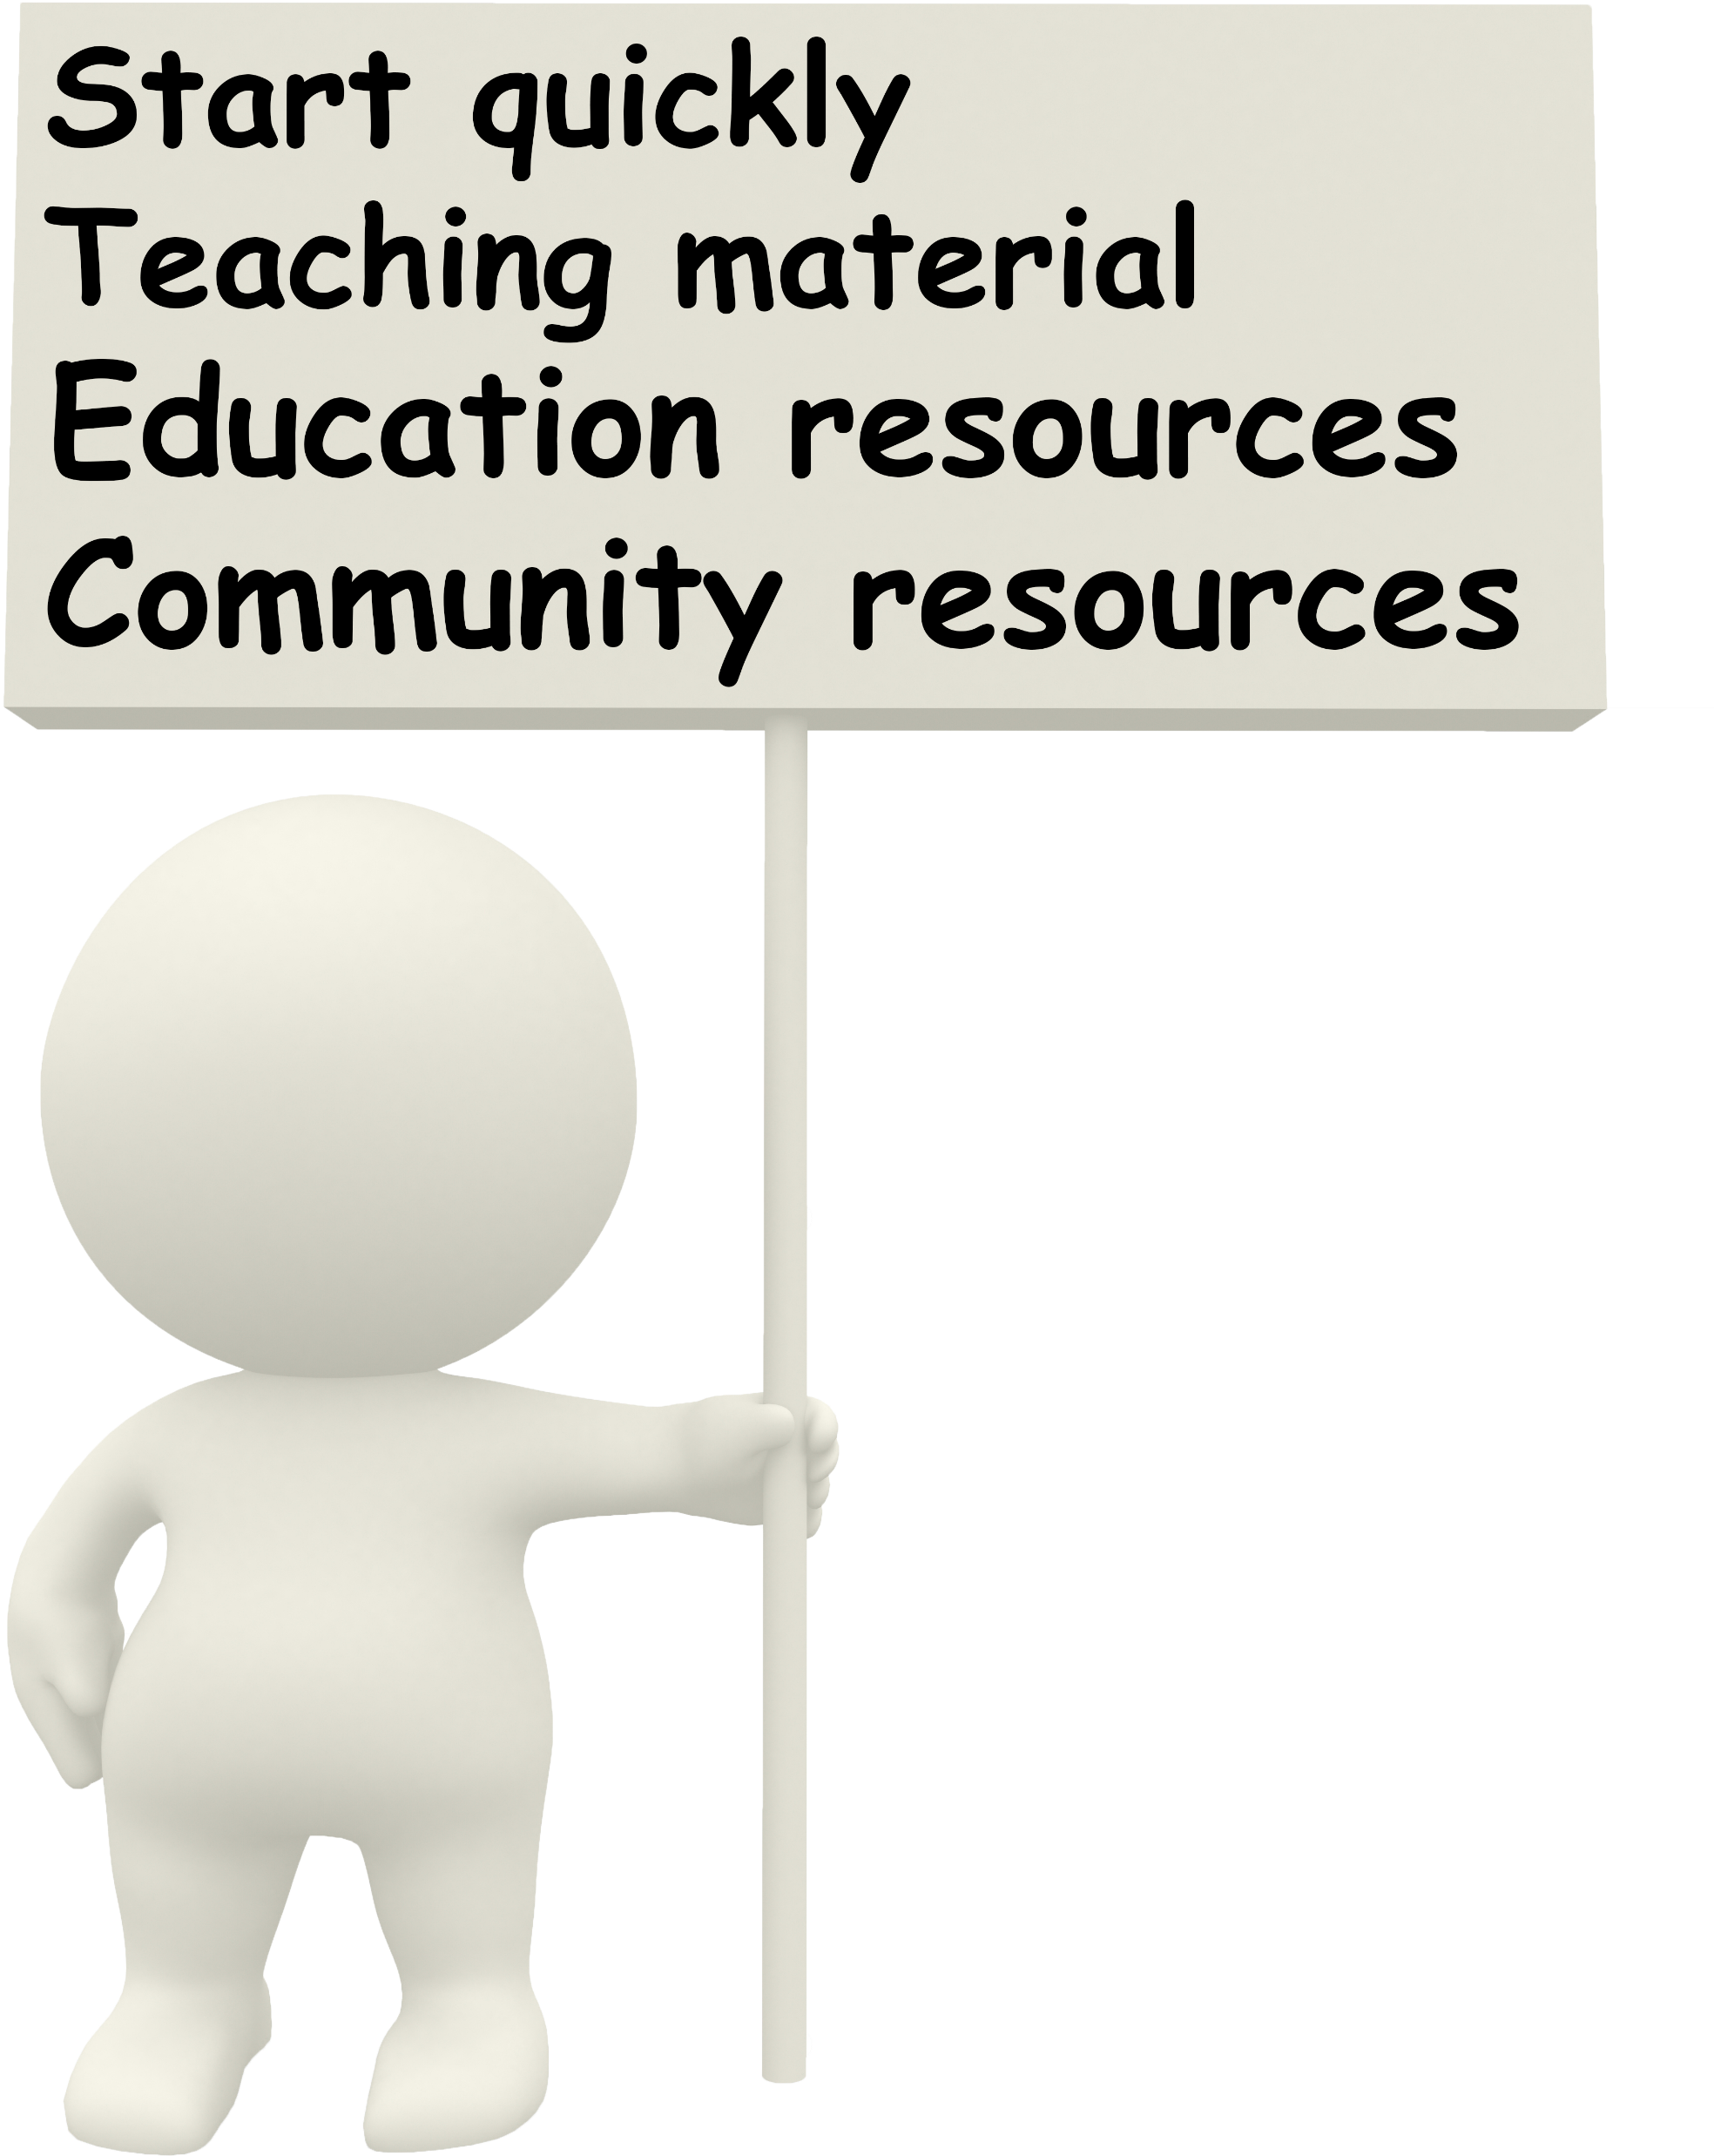 Start quickly
Teaching material
Education resources
Community resources